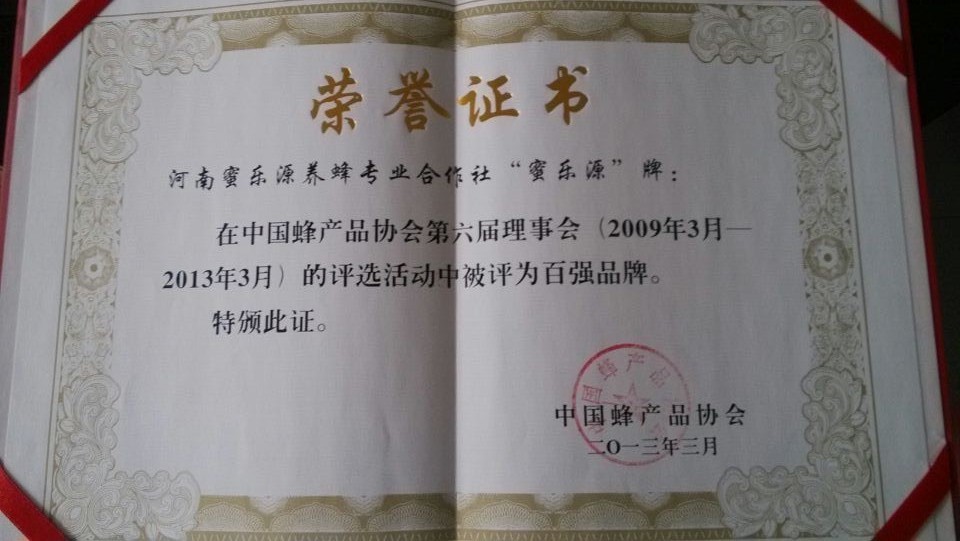 荣誉证书
河南蜜乐源养蜂专业合作社“蜜乐源”牌：
在中国蜂产品协会第六届理事会（2009年3月—
2013年3月）的评选活动中被评为百强品牌。
特颁此证。
国蜂产品
中国蜂产品协会
二〇一三年三月